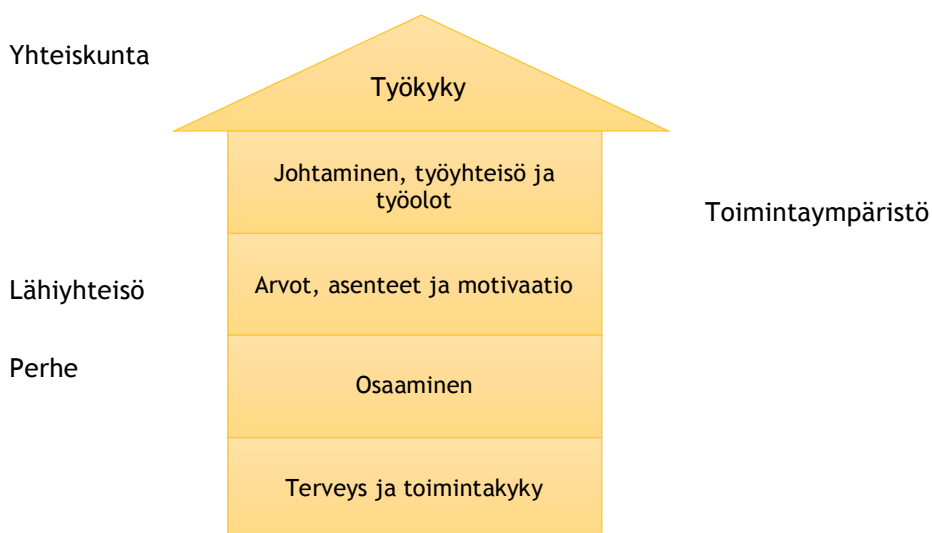 Yhteiskunta
Työkyky
Johtaminen, työyhteisö ja
työolot
Toimintaympäristö
Lähiyhteisö
Arvot, asenteet ja motivaatio
Perhe
Osaaminen
Terveys ja toimintakyky